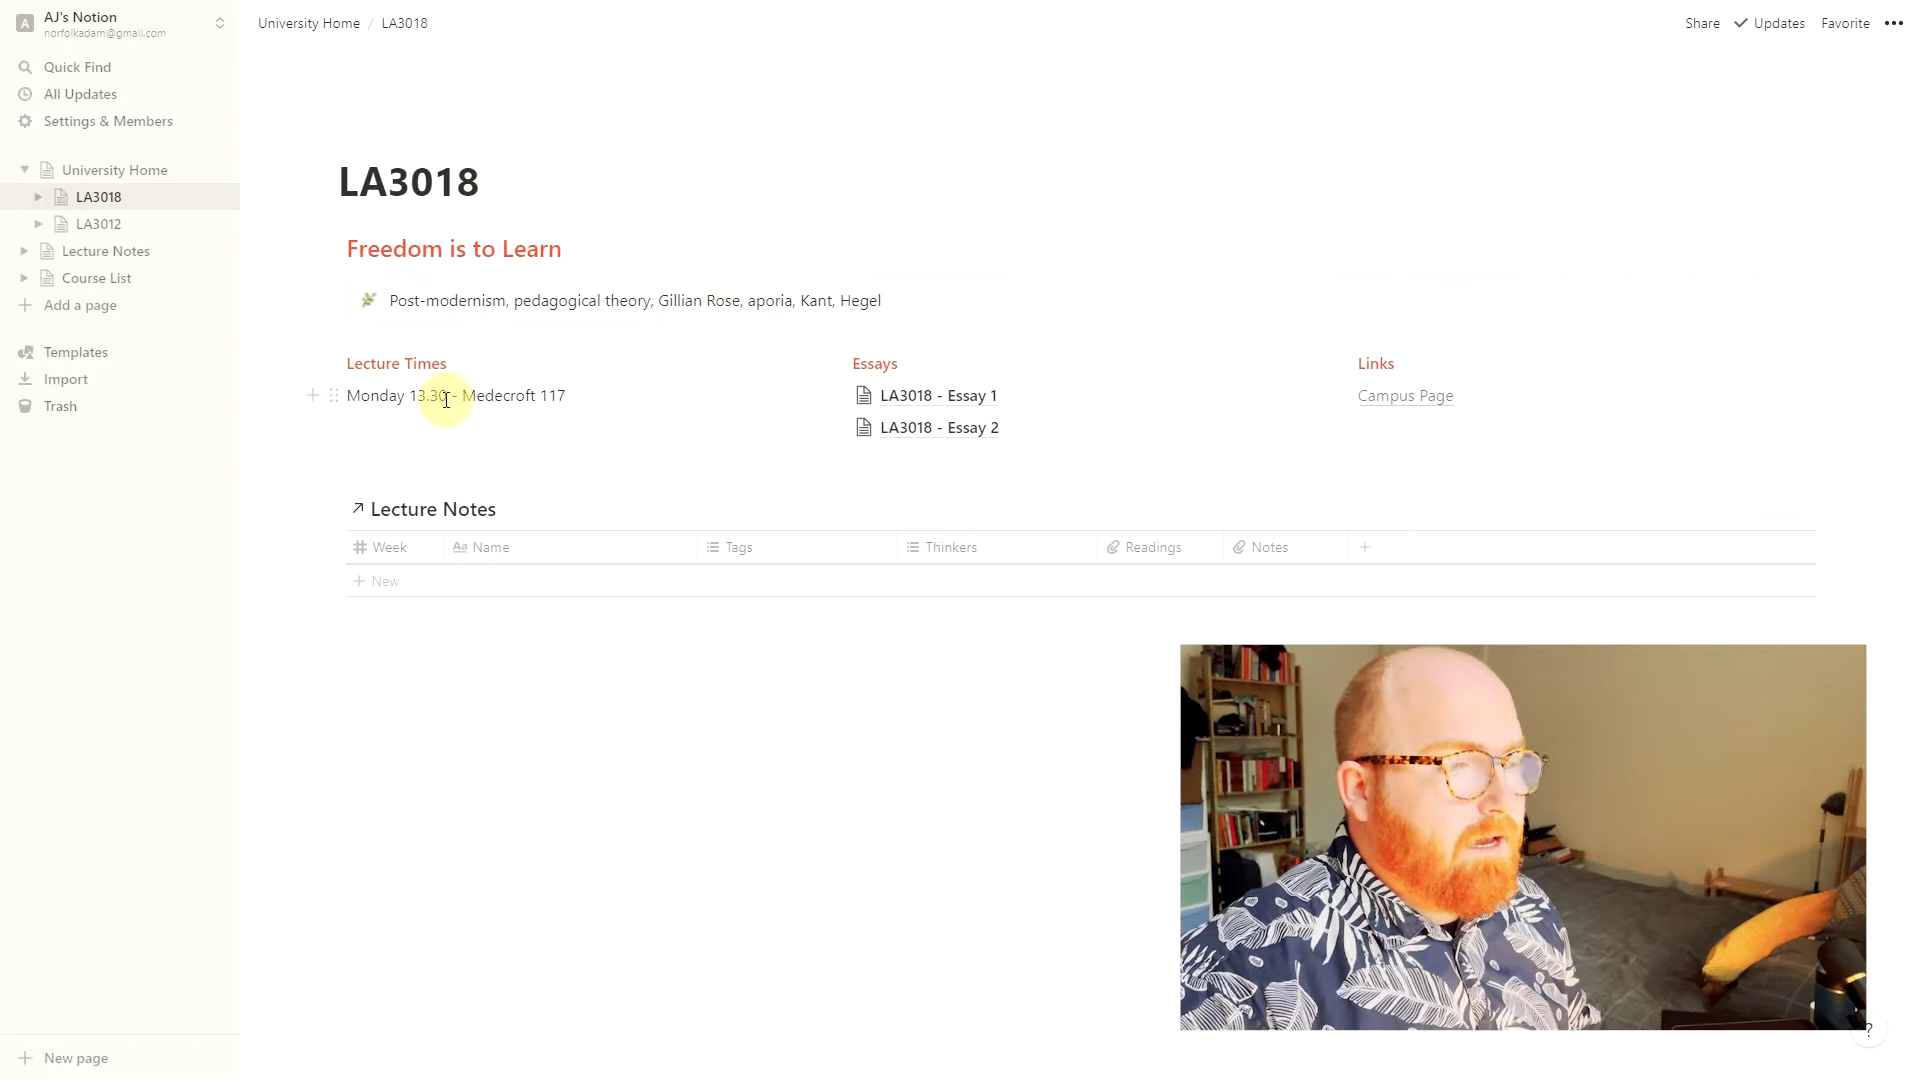 A AJ's Notion
norfolkadam@gmail.com
Quick Find
All Updates
Settings & Members
University Home
LA3018
LA3012
Lecture Notes
Course List
Add a page
Templates
Import
Trash
New page
University Home / LA3018
Share Updates Favorite
LA3018
Freedom is to Learn
Post-modernism, pedagogical theory, Gillian Rose, aporia, Kant, Hegel
Lecture Times
Monday 13.30 - Medecroft 117
Essays
LA3018 - Essay 1
LA3018 - Essay 2
Links
Campus Page
Lecture Notes
Week Aa Name Tags Thinkers Readings Notes
New
?